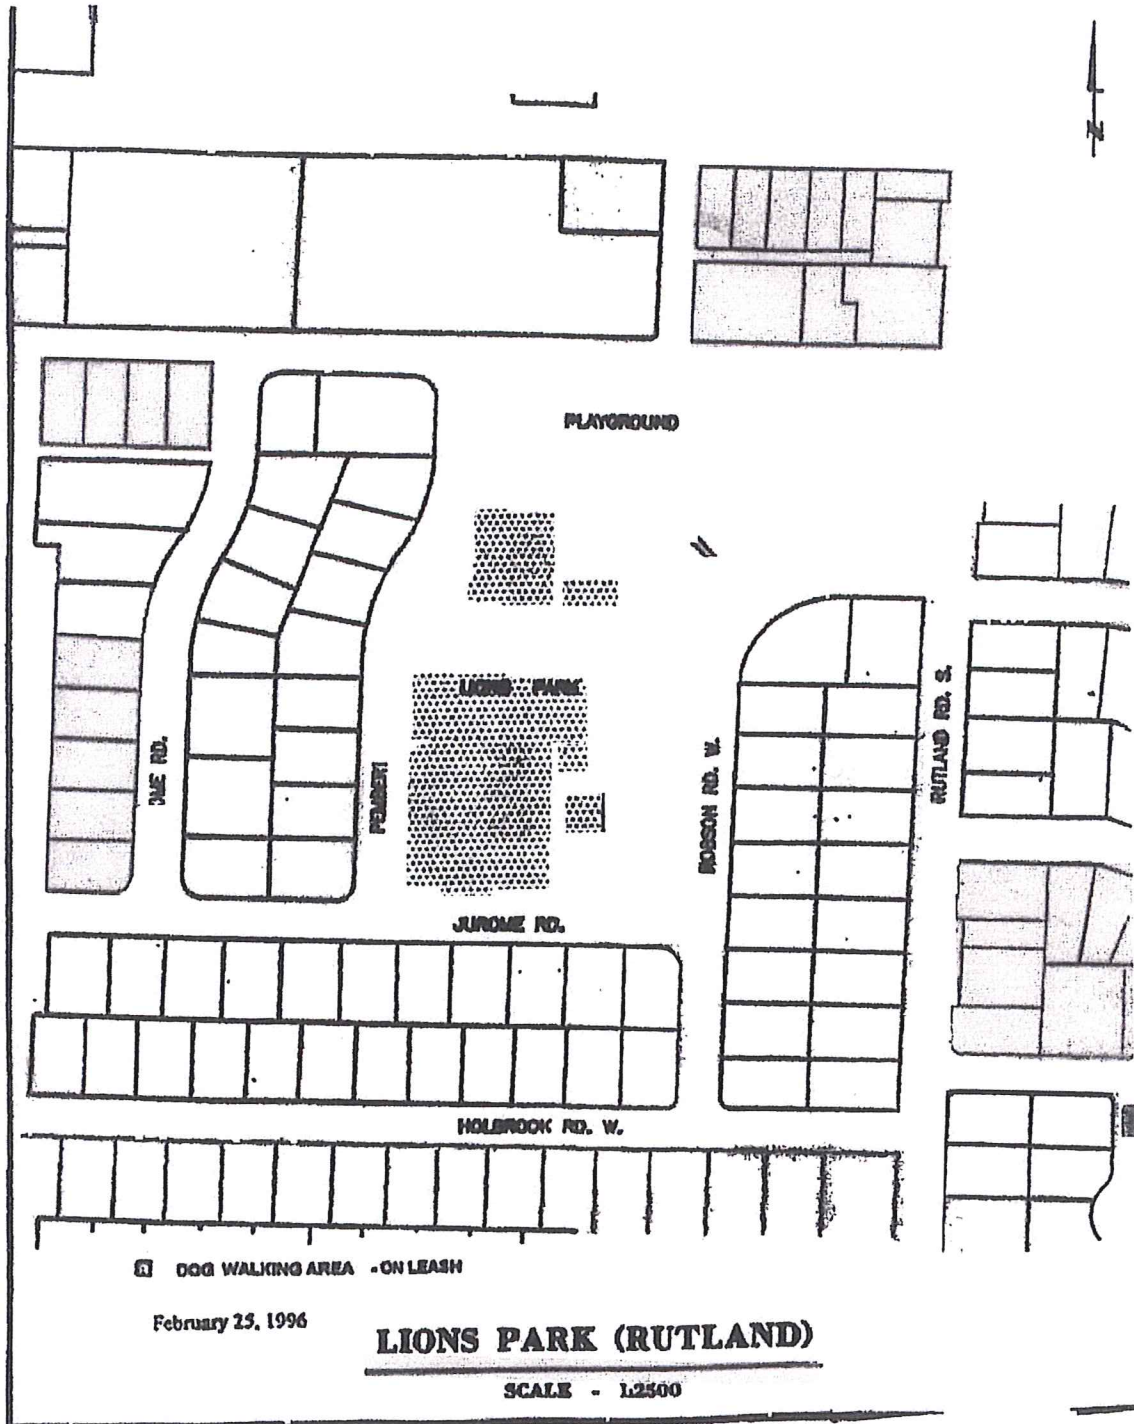 N
PLAYGROUND
LIONS PARK
OME RD.
PEMBERT
ROBSON RD. W.
RUTLAND RD. S.
JUROME RD.
HOLBROOK RD. W.
DOG WALKING AREA - ON LEASH
February 25, 1996
LIONS PARK (RUTLAND)
SCALE - 1:2500